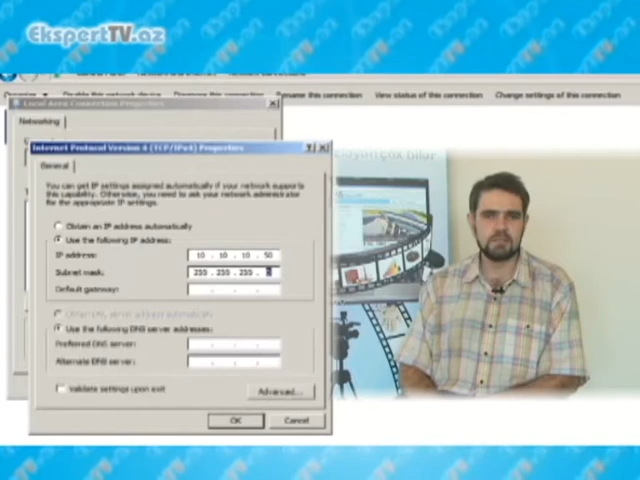 EkspertTV.az
Disable this network device
Rename this connection
View status of this connection
Change settings of this connection
Local Area Connection Properties
Networking
Internet Protocol Version 4 (TCP/IPv4) Properties
General
You can get IP settings assigned automatically if your network supports
this capability. Otherwise, you need to ask your network administrator
for the appropriate IP settings.
Obtain an IP address automatically
Use the following IP address:
IP address: 10 . 10 . 10 . 50
Subnet mask: 255 . 255 . 255 .
Default gateway: . . .
Obtain DNS server address automatically
Use the following DNS server addresses:
Preferred DNS server: . . .
Alternate DNS server: . . .
Validate settings upon exit
Advanced...
OK
Cancel